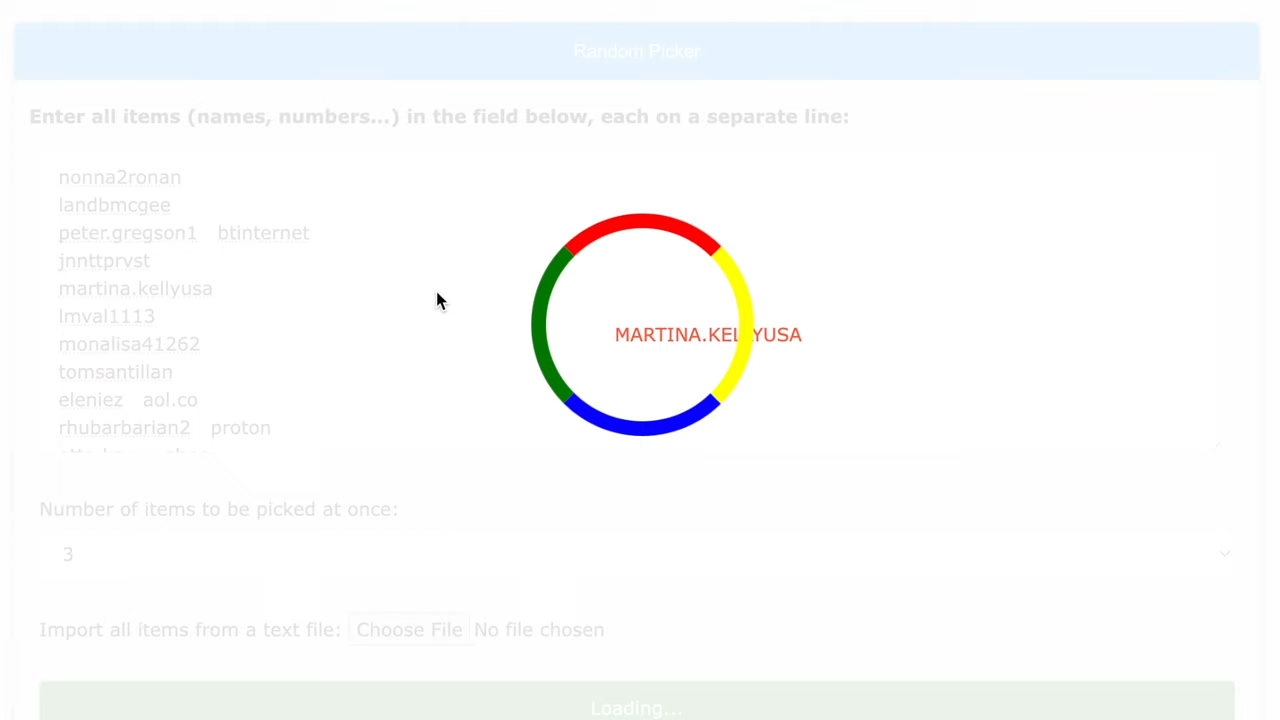 Random Picker
Enter all items (names, numbers...) in the field below, each on a separate line:
nonna2ronan
landbmcgee
peter.gregson1 btinternet
jnnttprvst
martina.kellyusa
MARTINA.KELLYUSA
lmval1113
monalisa41262
tomsantillan
eleniez aol.co
rhubarbarian2 proton
Number of items to be picked at once:
3
Import all items from a text file: Choose File No file chosen
Loading...